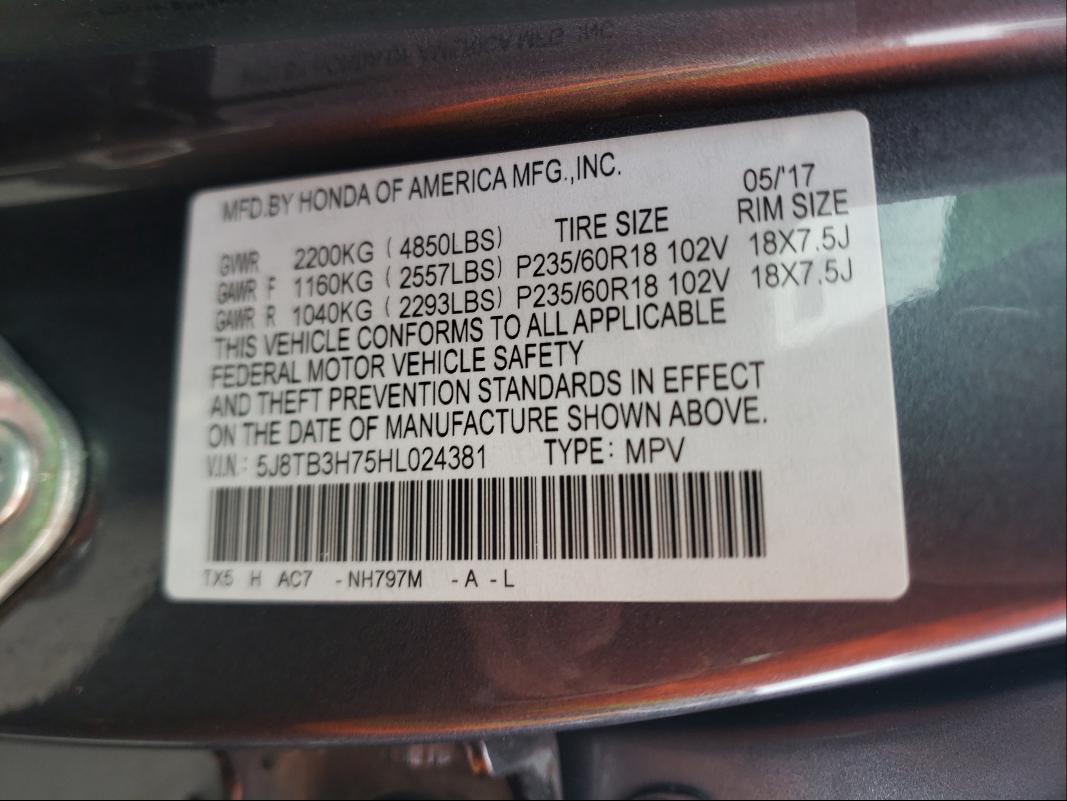 MFD.BY HONDA OF AMERICA MFG.,INC.
05/'17
TIRE SIZE RIM SIZE
GVWR 2200KG (4850LBS)
GAWR F 1160KG (2557LBS) P235/60R18 102V 18X7.5J
GAWR R 1040KG (2293LBS) P235/60R18 102V 18X7.5J
THIS VEHICLE CONFORMS TO ALL APPLICABLE
FEDERAL MOTOR VEHICLE SAFETY
AND THEFT PREVENTION STANDARDS IN EFFECT
ON THE DATE OF MANUFACTURE SHOWN ABOVE.
V.I.N.: 5J8TB3H75HL024381 TYPE: MPV
TX5 H AC7 -NH797M -A -L